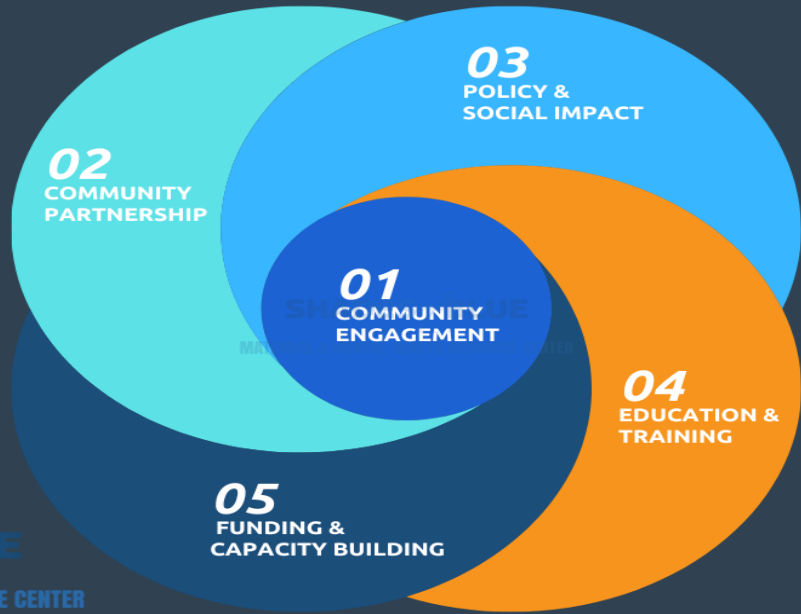 03
POLICY &
SOCIAL IMPACT
02
COMMUNITY
PARTNERSHIP
01
COMMUNITY
ENGAGEMENT
04
EDUCATION &
TRAINING
05
FUNDING &
CAPACITY BUILDING
E
E CENTER